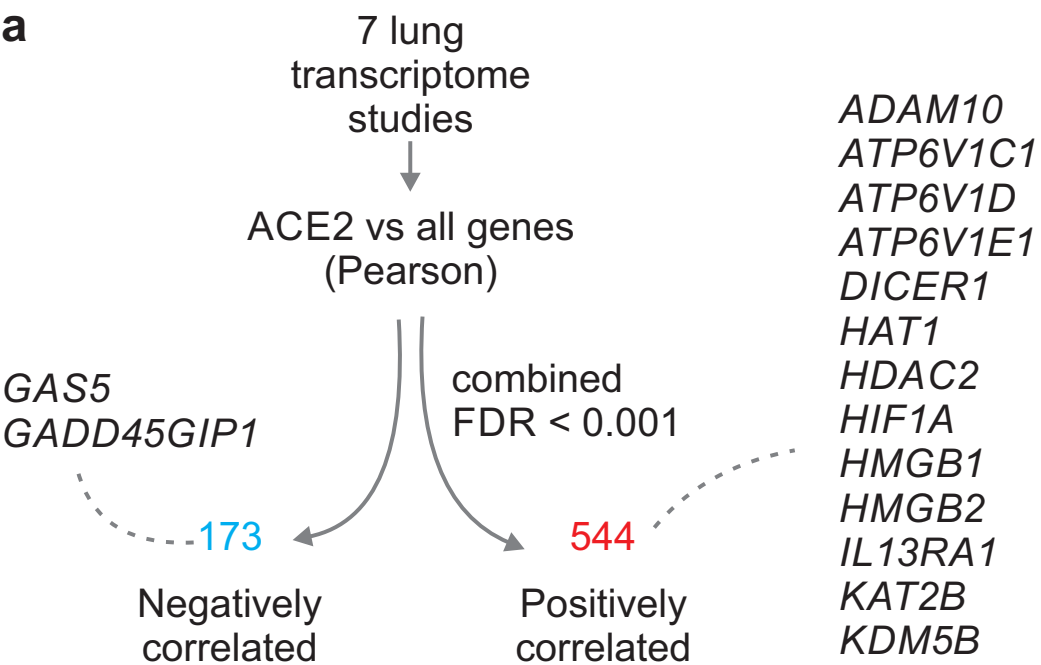 a
7 lung
transcriptome
studies
ACE2 vs all genes
(Pearson)
combined
FDR < 0.001
GAS5
GADD45GIP1
173
Negatively
correlated
544
Positively
correlated
ADAM10
ATP6V1C1
ATP6V1D
ATP6V1E1
DICER1
HAT1
HDAC2
HIF1A
HMGB1
HMGB2
IL13RA1
KAT2B
KDM5B